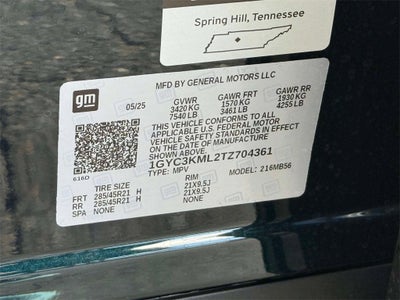 Spring Hill, Tennessee
MFD BY GENERAL MOTORS LLC
gm
05/25 GVWR GAWR FRT GAWR RR
3420 KG 1570 KG 1930 KG
7540 LB 3461 LB 4255 LB
THIS VEHICLE CONFORMS TO ALL
APPLICABLE U.S. FEDERAL MOTOR
VEHICLE SAFETY STANDARDS IN EFFECT
ON THE DATE OF MANUFACTURE
SHOWN ABOVE.
1GYC3KML2TZ704361
616D TYPE: MPV MODEL: 216MB56
TIRE SIZE RIM
FRT 285/45R21 H 21X9.5J
RR 285/45R21 H 21X9.5J
SPA NONE NONE